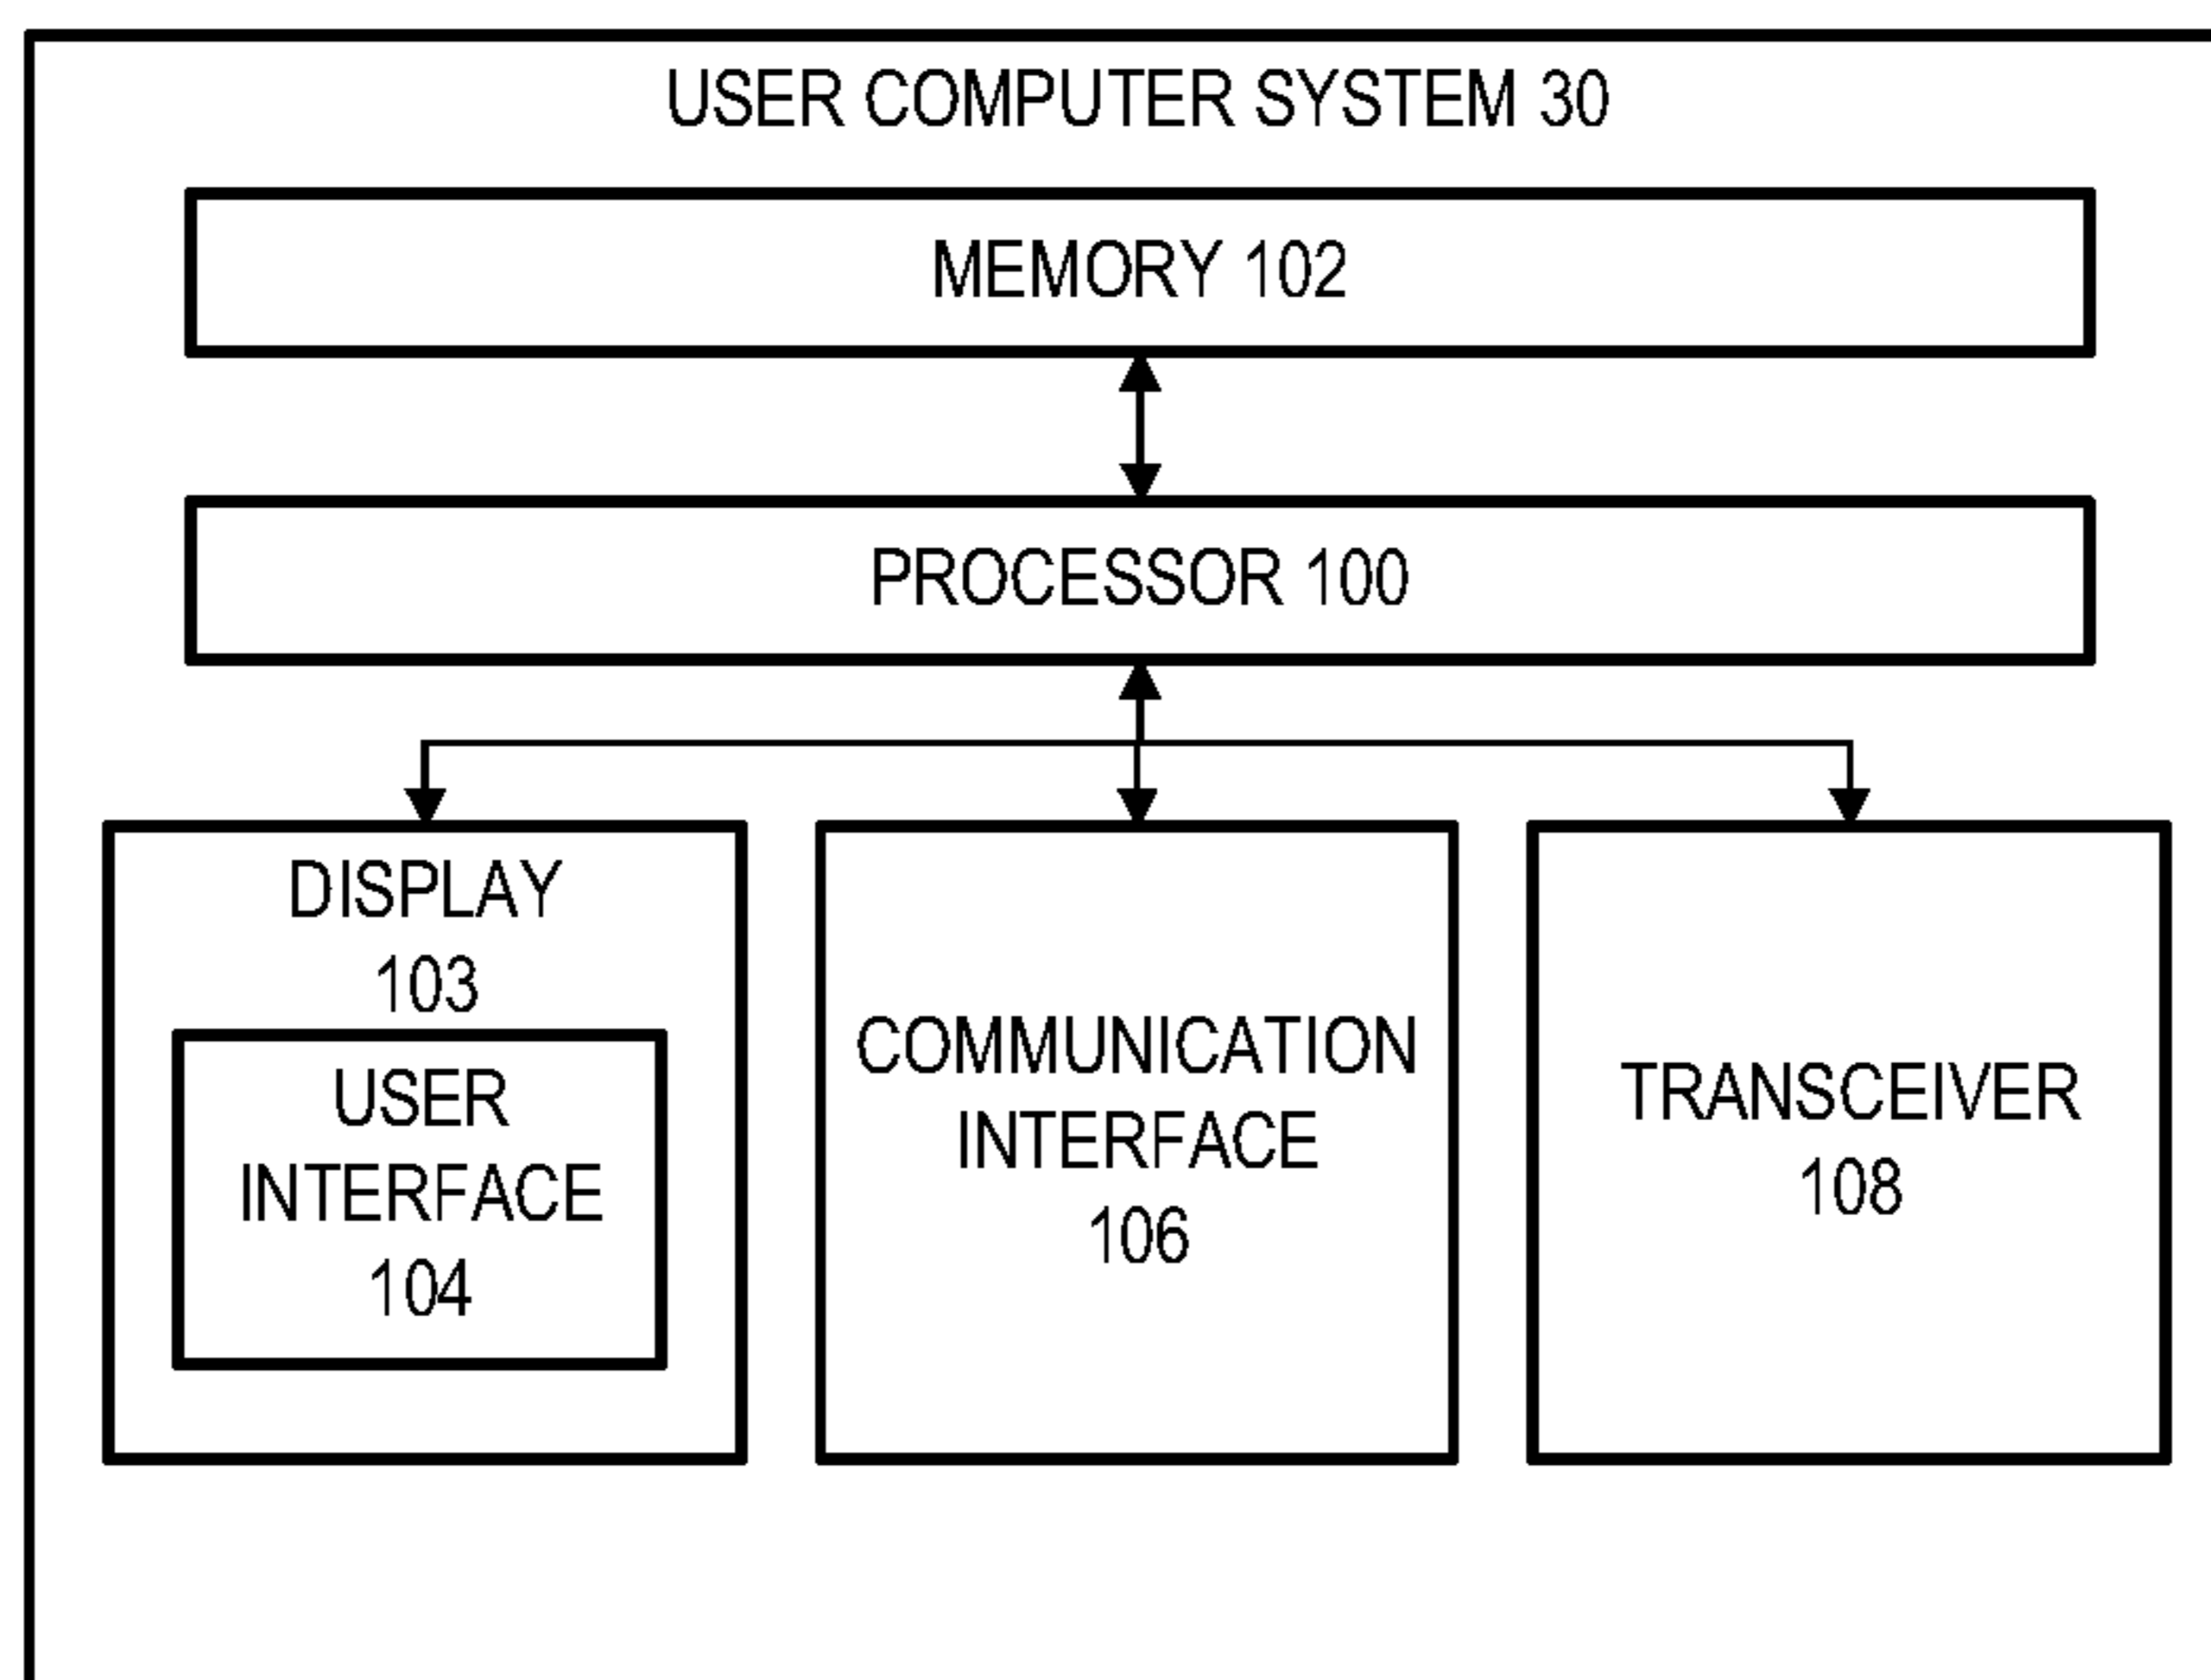 USER COMPUTER SYSTEM 30
MEMORY 102
PROCESSOR 100
DISPLAY
103
USER
INTERFACE
104
COMMUNICATION
INTERFACE
106
TRANSCEIVER
108